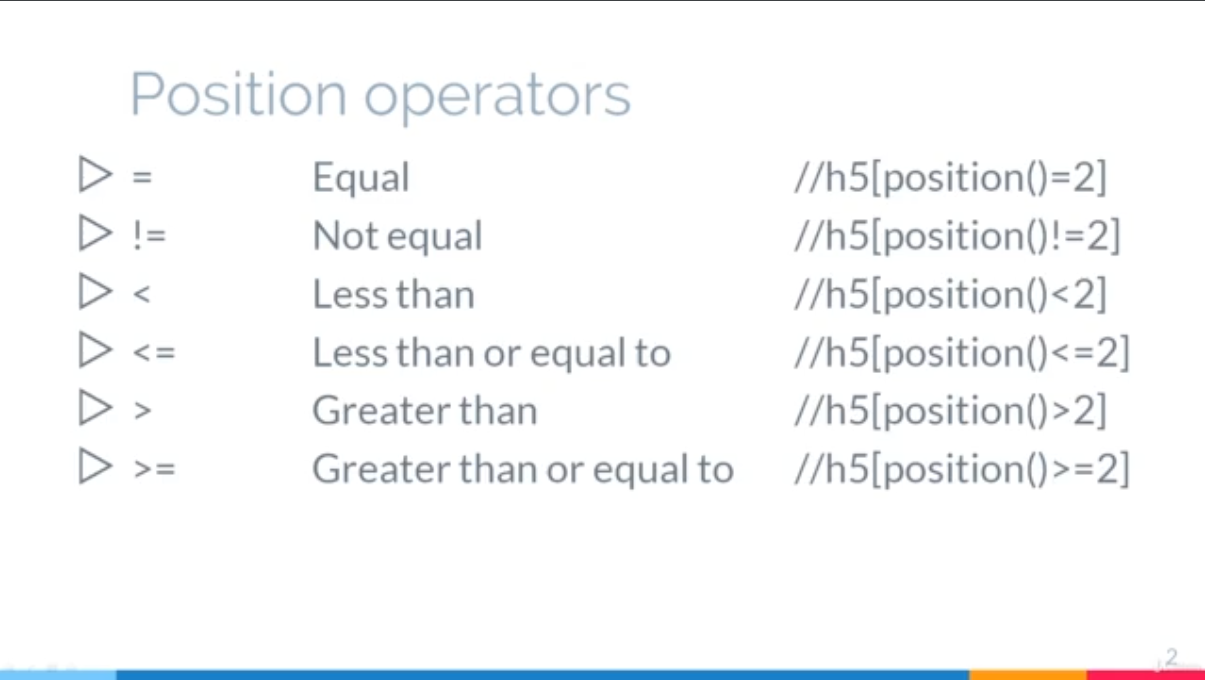 Position operators
= Equal //h5[position()=2]
!= Not equal //h5[position()!=2]
< Less than //h5[position()<2]
<= Less than or equal to //h5[position()<=2]
> Greater than //h5[position()>2]
>= Greater than or equal to //h5[position()>=2]
2